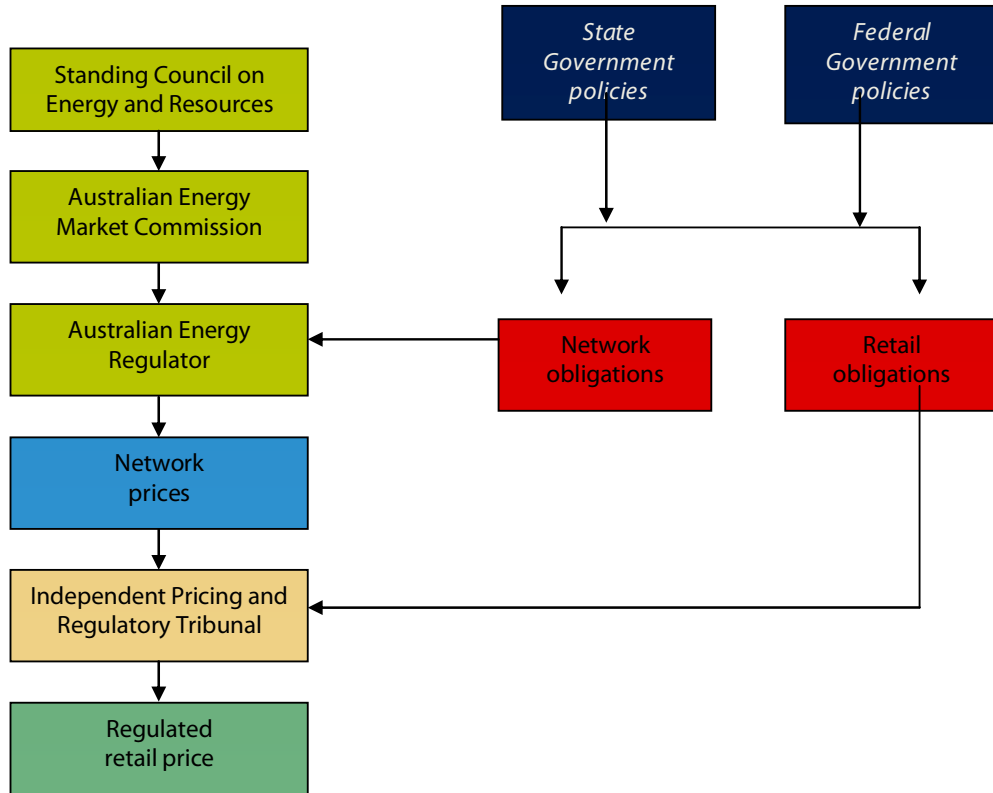 State
Government
policies
Federal
Government
policies
Standing Council on
Energy and Resources
Australian Energy
Market Commission
Australian Energy
Regulator
Network
obligations
Retail
obligations
Network
prices
Independent Pricing and
Regulatory Tribunal
Regulated
retail price